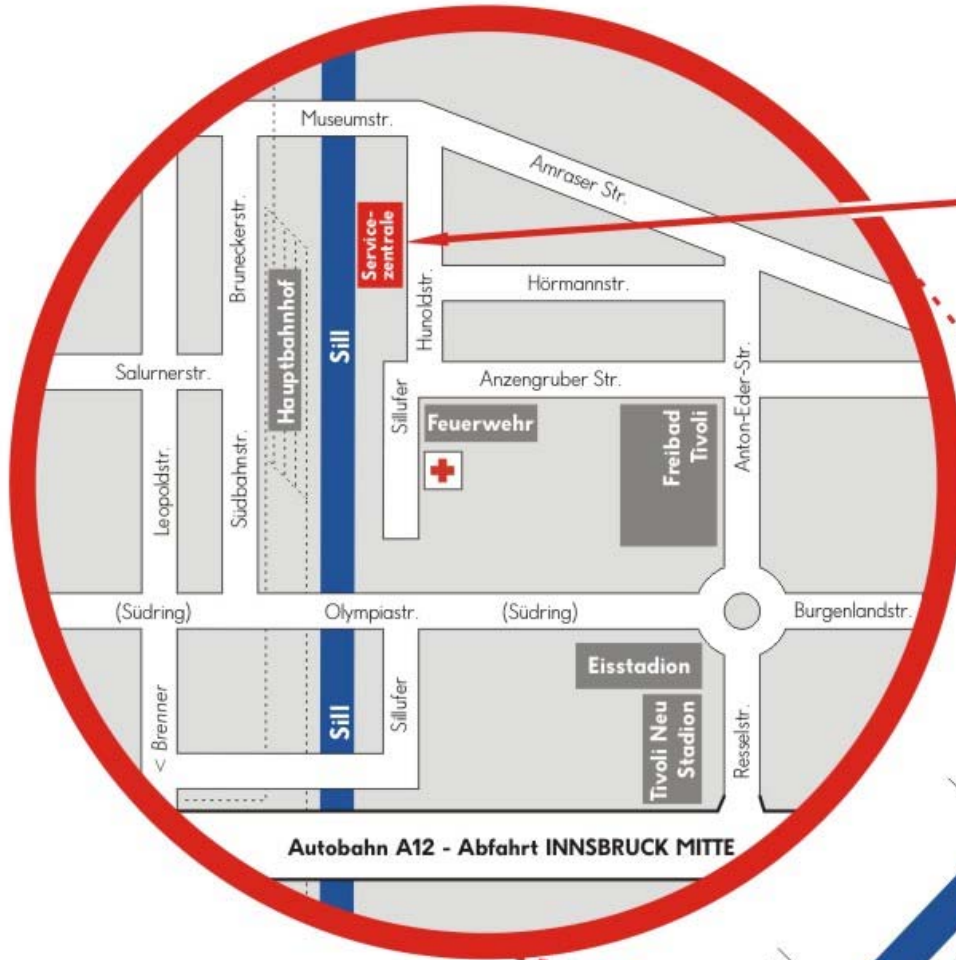 Museumstr.
Amraser Str.
Bruneckerstr.
Hauptbahnhof
Sill
Service-
zentrale
Hunoldstr.
Hörmannstr.
Salurnerstr.
Anzengruber Str.
Leopoldstr.
Südbahnstr.
Sillufer
Feuerwehr
Freibad
Tivoli
Anton-Eder-Str.
(Südring)
Olympiastr.
(Südring)
Burgenlandstr.
< Brenner
Sill
Sillufer
Eisstadion
Tivoli Neu
Stadion
Resselstr.
Autobahn A12 - Abfahrt INNSBRUCK MITTE